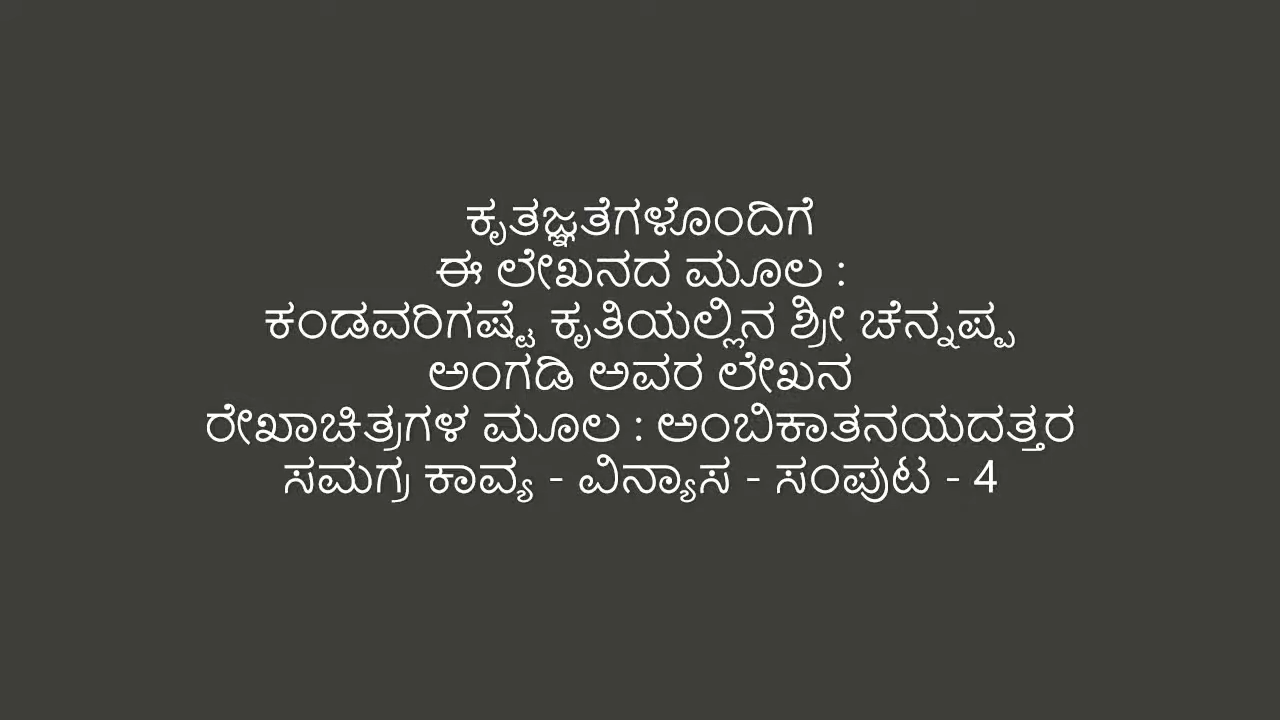 ಕೃತಜ್ಞತೆಗಳೊಂದಿಗೆ
ಈ ಲೇಖನದ ಮೂಲ :
ಕಂಡವರಿಗಷ್ಟೆ ಕೃತಿಯಲ್ಲಿನ ಶ್ರೀ ಚೆನ್ನಪ್ಪ
ಅಂಗಡಿ ಅವರ ಲೇಖನ
ರೇಖಾಚಿತ್ರಗಳ ಮೂಲ : ಅಂಬಿಕಾತನಯದತ್ತರ
ಸಮಗ್ರ ಕಾವ್ಯ - ವಿನ್ಯಾಸ - ಸಂಪುಟ - 4